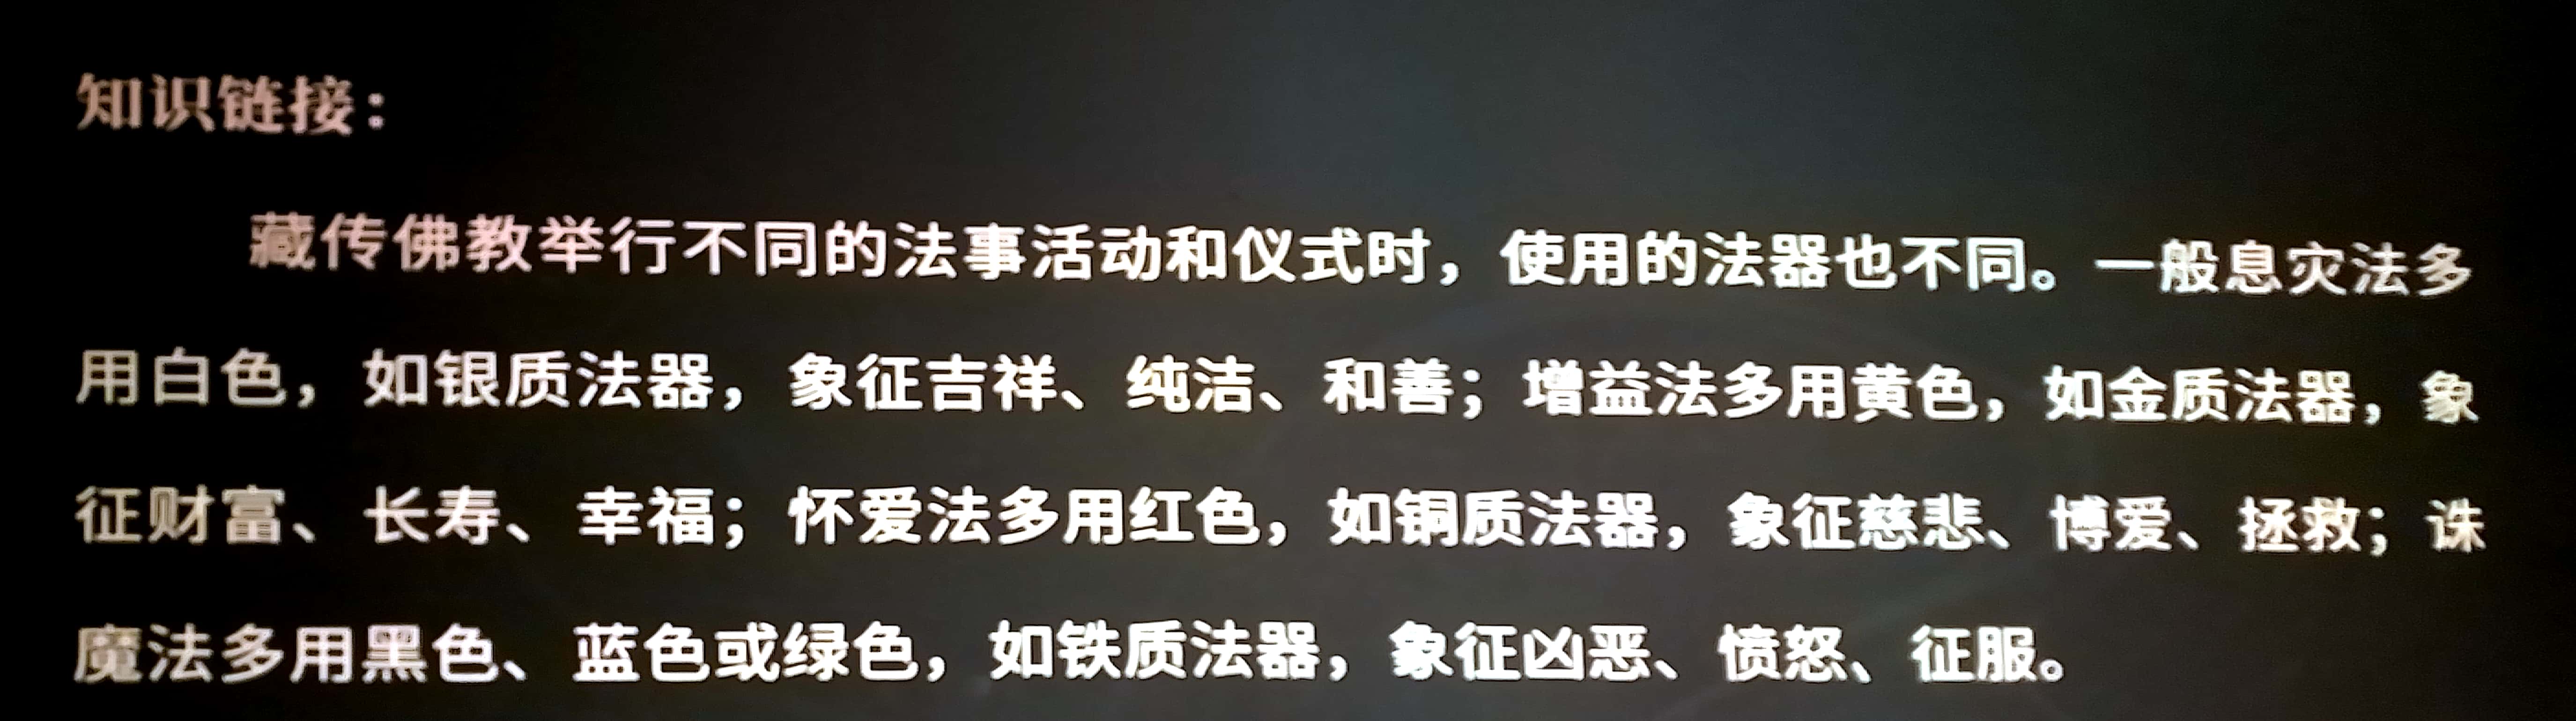 知识链接：
藏传佛教举行不同的法事活动和仪式时，使用的法器也不同。一般息灾法多
用白色，如银质法器，象征吉祥、纯洁、和善；增益法多用黄色，如金质法器，象
征财富、长寿、幸福；怀爱法多用红色，如铜质法器，象征慈悲、博爱、拯救；诛
魔法多用黑色、蓝色或绿色，如铁质法器，象征凶恶、愤怒、征服。